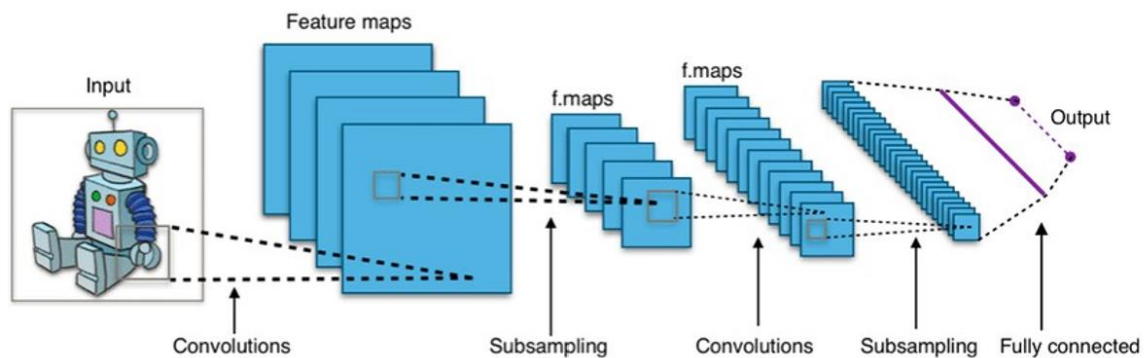 Feature maps
Input
f.maps
f.maps
Output
Convolutions
Subsampling
Convolutions
Subsampling
Fully connected